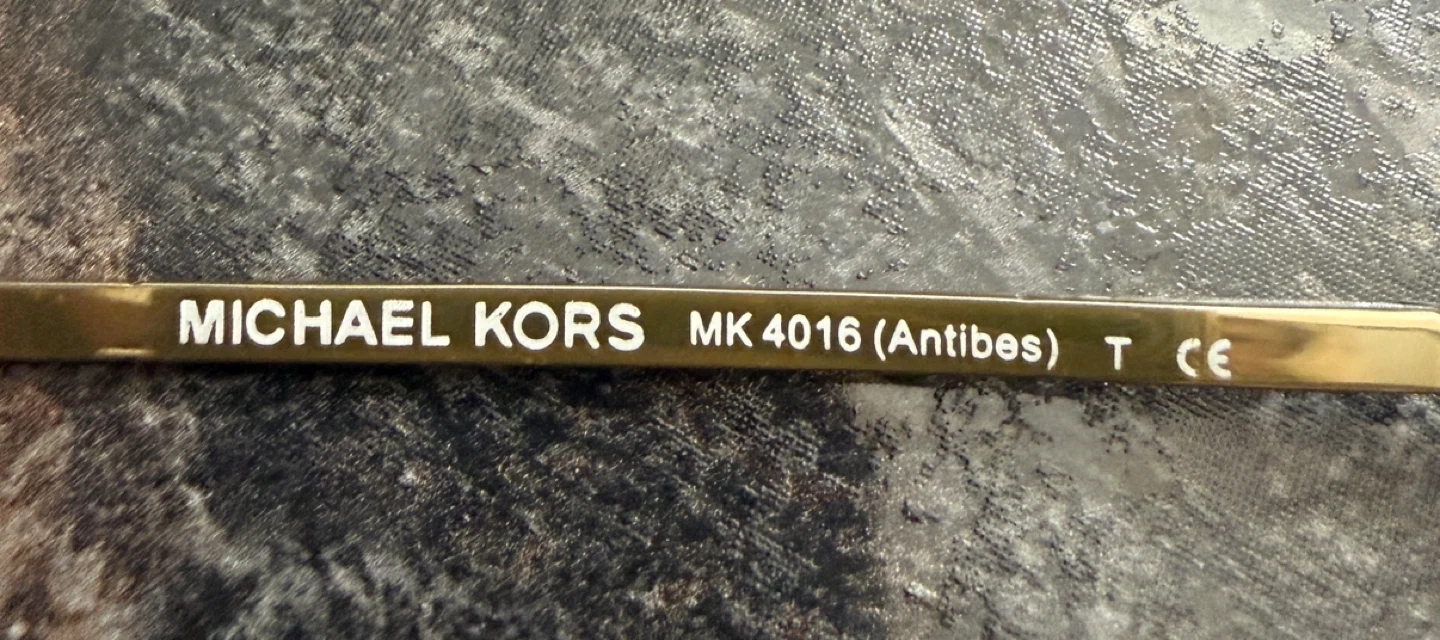 MICHAEL KORS MK 4016 (Antibes) T CE